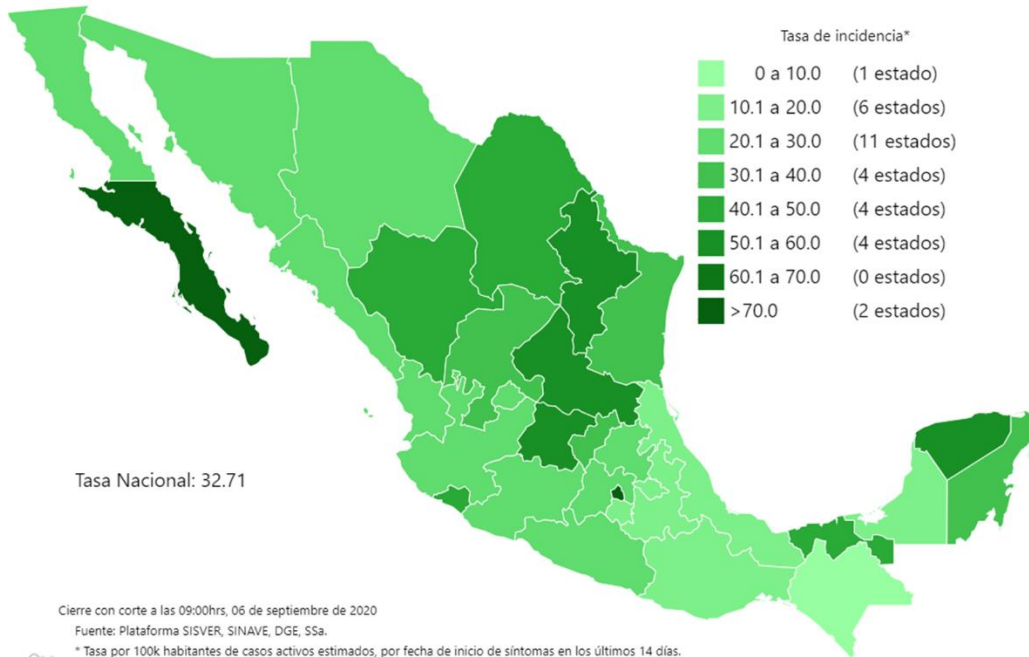 Tasa de incidencia*
0 a 10.0 (1 estado)
10.1 a 20.0 (6 estados)
20.1 a 30.0 (11 estados)
30.1 a 40.0 (4 estados)
40.1 a 50.0 (4 estados)
50.1 a 60.0 (4 estados)
60.1 a 70.0 (0 estados)
>70.0 (2 estados)
Tasa Nacional: 32.71
Cierre con corte a las 09:00hrs, 06 de septiembre de 2020
Fuente: Plataforma SISVER, SINAVE, DGE, SSa.
* Tasa por 100k habitantes de casos activos estimados, por fecha de inicio de síntomas en los últimos 14 días.